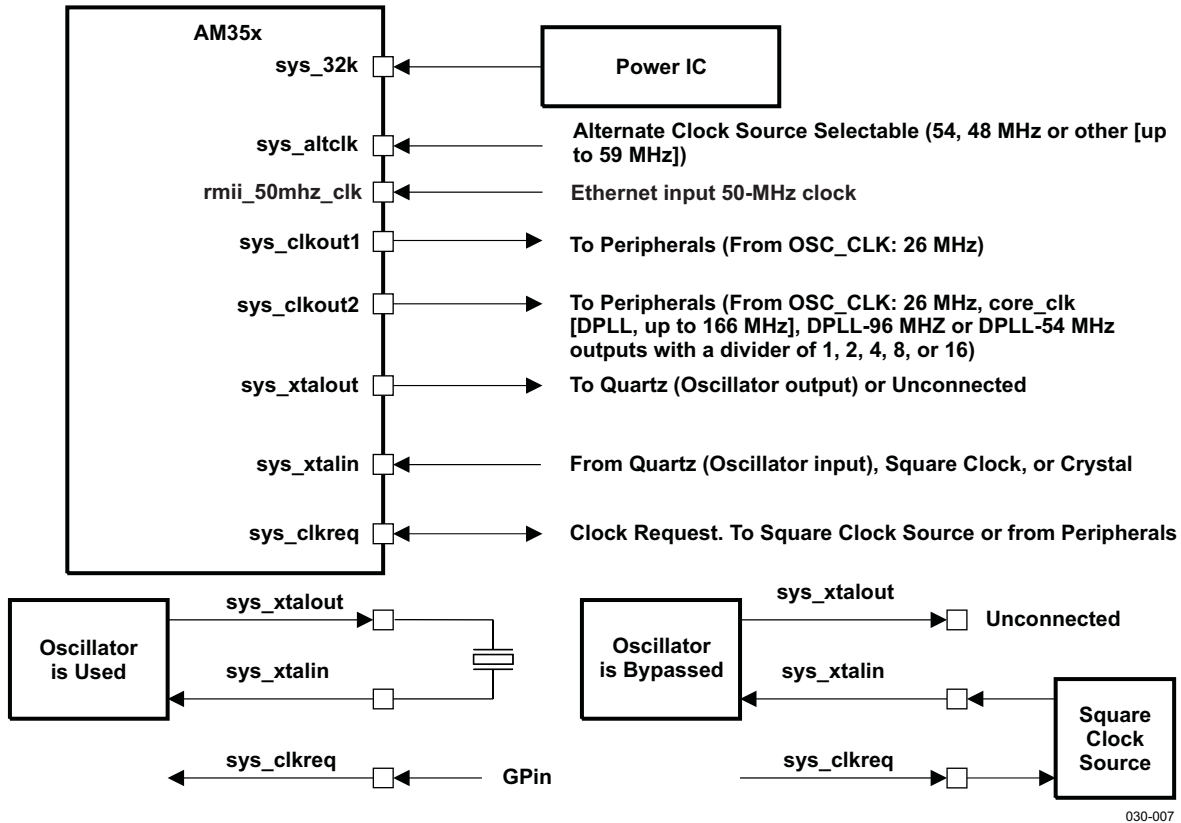 AM35x
sys_32k
Power IC
sys_altclk
Alternate Clock Source Selectable (54, 48 MHz or other [up
to 59 MHz])
rmii_50mhz_clk
Ethernet input 50-MHz clock
sys_clkout1
To Peripherals (From OSC_CLK: 26 MHz)
sys_clkout2
To Peripherals (From OSC_CLK: 26 MHz, core_clk
[DPLL, up to 166 MHz], DPLL-96 MHZ or DPLL-54 MHz
outputs with a divider of 1, 2, 4, 8, or 16)
sys_xtalout
To Quartz (Oscillator output) or Unconnected
sys_xtalin
From Quartz (Oscillator input), Square Clock, or Crystal
sys_clkreq
Clock Request. To Square Clock Source or from Peripherals
Oscillator
is Used
sys_xtalout
sys_xtalin
sys_clkreq
GPin
Oscillator
is Bypassed
sys_xtalout
Unconnected
sys_xtalin
sys_clkreq
Square
Clock
Source
030-007